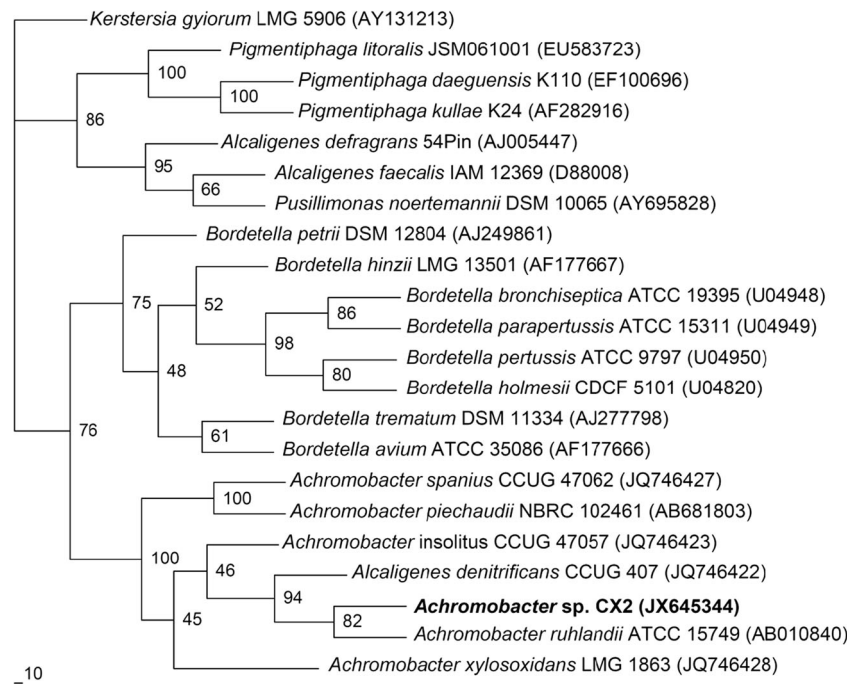 Kerstersia gyiorum LMG 5906 (AY131213)
Pigmentiphaga litoralis JSM061001 (EU583723)
100
Pigmentiphaga daeguensis K110 (EF100696)
100
Pigmentiphaga kullae K24 (AF282916)
86
Alcaligenes defragrans 54Pin (AJ005447)
95
Alcaligenes faecalis IAM 12369 (D88008)
66
Pusillimonas noertemannii DSM 10065 (AY695828)
Bordetella petrii DSM 12804 (AJ249861)
Bordetella hinzii LMG 13501 (AF177667)
75
52
Bordetella bronchiseptica ATCC 19395 (U04948)
86
Bordetella parapertussis ATCC 15311 (U04949)
98
Bordetella pertussis ATCC 9797 (U04950)
48
80
Bordetella holmesii CDCF 5101 (U04820)
Bordetella trematum DSM 11334 (AJ277798)
76
61
Bordetella avium ATCC 35086 (AF177666)
Achromobacter spanius CCUG 47062 (JQ746427)
100
Achromobacter piechaudii NBRC 102461 (AB681803)
Achromobacter insolitus CCUG 47057 (JQ746423)
100
46
Alcaligenes denitrificans CCUG 407 (JQ746422)
94
Achromobacter sp. CX2 (JX645344)
45
82
Achromobacter ruhlandii ATCC 15749 (AB010840)
Achromobacter xylosoxidans LMG 1863 (JQ746428)
10